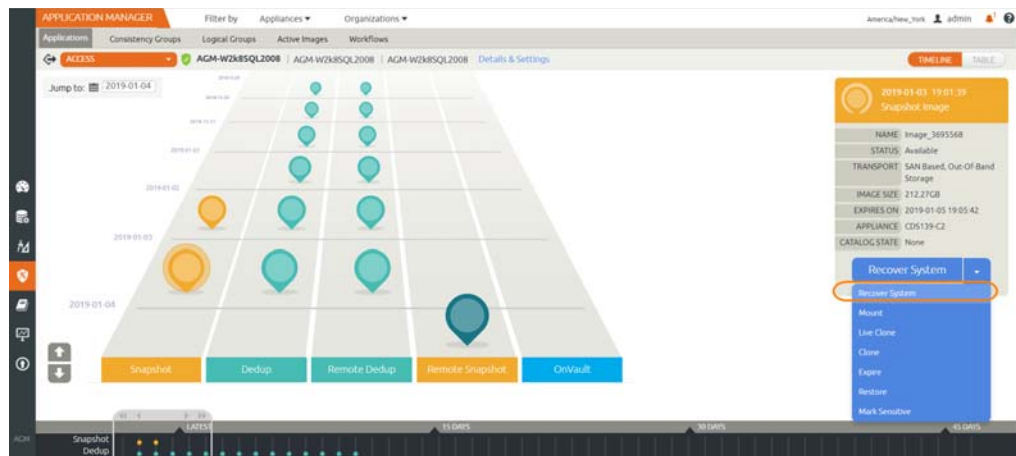 APPLICATION MANAGER Filter by Appliances Organizations America/New_York admin
Applications Consistency Groups Logical Groups Active Images Workflows
ACCESS AGM-W2k8SQL2008 | AGM-W2k8SQL2008 | AGM-W2k8SQL2008 Details & Settings TIMELINE TABLE
Jump to: 2019-01-04
2019-01-02
2019-01-03
2019-01-04
Snapshot Dedup Remote Dedup Remote Snapshot OnVault
2019-01-03 19:01:39
Snapshot Image
NAME Image_3695568
STATUS Available
TRANSPORT SAN Based, Out-Of-Band
Storage
IMAGE SIZE 212.27GB
EXPIRES ON 2019-01-05 19:05:42
APPLIANCE CDS139-C2
CATALOG STATE None
Recover System
Recover System
Mount
Live Clone
Clone
Expire
Restore
Mark Sensitive
LATEST 15 DAYS 30 DAYS 45 DAYS
AGM Snapshot
Dedup